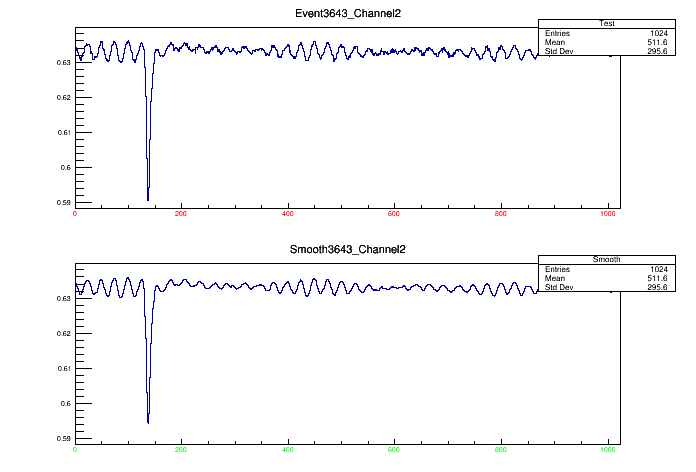 Event3643_Channel2
Test
Entries 1024
Mean 511.6
Std Dev 295.6
0.63
0.62
0.61
0.6
0.59
0 200 400 600 800 1000
Smooth3643_Channel2
Smooth
Entries 1024
Mean 511.6
Std Dev 295.6
0.63
0.62
0.61
0.6
0.59
0 200 400 600 800 1000